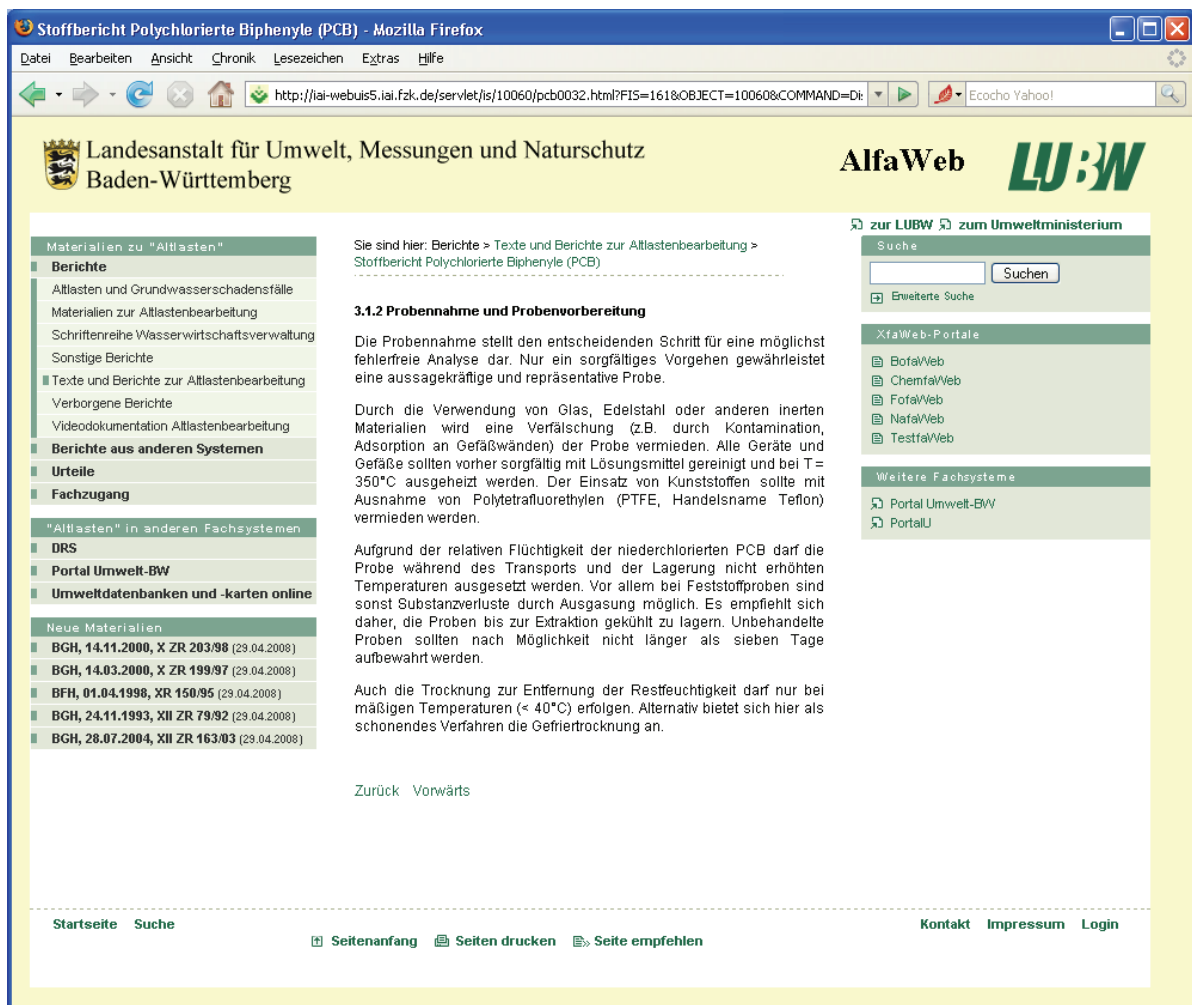 Stoffbericht Polychlorierte Biphenyle (PCB) - Mozilla Firefox
Datei Bearbeiten Ansicht Chronik Lesezeichen Extras Hilfe
http://iai-webuis5.iai.fzk.de/servlet/is/10060/pcb0032.html?FIS=161&OBJECT=10060&COMMAND=Di: Ecocho Yahoo!
Landesanstalt für Umwelt, Messungen und Naturschutz
Baden-Württemberg
AlfaWeb
LUBW
zur LUBW zum Umweltministerium
Materialien zu "Altlasten"
Berichte
Altlasten und Grundwasserschadensfälle
Materialien zur Altlastenbearbeitung
Schriftenreihe Wasserwirtschaftsverwaltung
Sonstige Berichte
Texte und Berichte zur Altlastenbearbeitung
Verborgene Berichte
Videodokumentation Altlastenbearbeitung
Berichte aus anderen Systemen
Urteile
Fachzugang
"Altlasten" in anderen Fachsystemen
DRS
Portal Umwelt-BW
Umweltdatenbanken und -karten online
Neue Materialien
BGH, 14.11.2000, X ZR 203/98 (29.04.2008)
BGH, 14.03.2000, X ZR 199/97 (29.04.2008)
BFH, 01.04.1998, XR 150/95 (29.04.2008)
BGH, 24.11.1993, XII ZR 79/92 (29.04.2008)
BGH, 28.07.2004, XII ZR 163/03 (29.04.2008)
Sie sind hier: Berichte > Texte und Berichte zur Altlastenbearbeitung >
Stoffbericht Polychlorierte Biphenyle (PCB)
3.1.2 Probennahme und Probenvorbereitung
Die Probennahme stellt den entscheidenden Schritt für eine möglichst
fehlerfreie Analyse dar. Nur ein sorgfältiges Vorgehen gewährleistet
eine aussagekräftige und repräsentative Probe.
Durch die Verwendung von Glas, Edelstahl oder anderen inerten
Materialien wird eine Verfälschung (z.B. durch Kontamination,
Adsorption an Gefäßwänden) der Probe vermieden. Alle Geräte und
Gefäße sollten vorher sorgfältig mit Lösungsmittel gereinigt und bei T =
350°C ausgeheizt werden. Der Einsatz von Kunststoffen sollte mit
Ausnahme von Polytetrafluorethylen (PTFE, Handelsname Teflon)
vermieden werden.
Aufgrund der relativen Flüchtigkeit der niederchlorierten PCB darf die
Probe während des Transports und der Lagerung nicht erhöhten
Temperaturen ausgesetzt werden. Vor allem bei Feststoffproben sind
sonst Substanzverluste durch Ausgasung möglich. Es empfiehlt sich
daher, die Proben bis zur Extraktion gekühlt zu lagern. Unbehandelte
Proben sollten nach Möglichkeit nicht länger als sieben Tage
aufbewahrt werden.
Auch die Trocknung zur Entfernung der Restfeuchtigkeit darf nur bei
mäßigen Temperaturen (< 40°C) erfolgen. Alternativ bietet sich hier als
schonendes Verfahren die Gefriertrocknung an.
Zurück Vorwärts
Suche
Suchen
Erweiterte Suche
XfaWeb-Portale
BofaWeb
ChemfaWeb
FofaWeb
NafaWeb
TestfaWeb
Weitere Fachsysteme
Portal Umwelt-BW
PortalU
Startseite Suche
Seitenanfang Seiten drucken Seite empfehlen
Kontakt Impressum Login